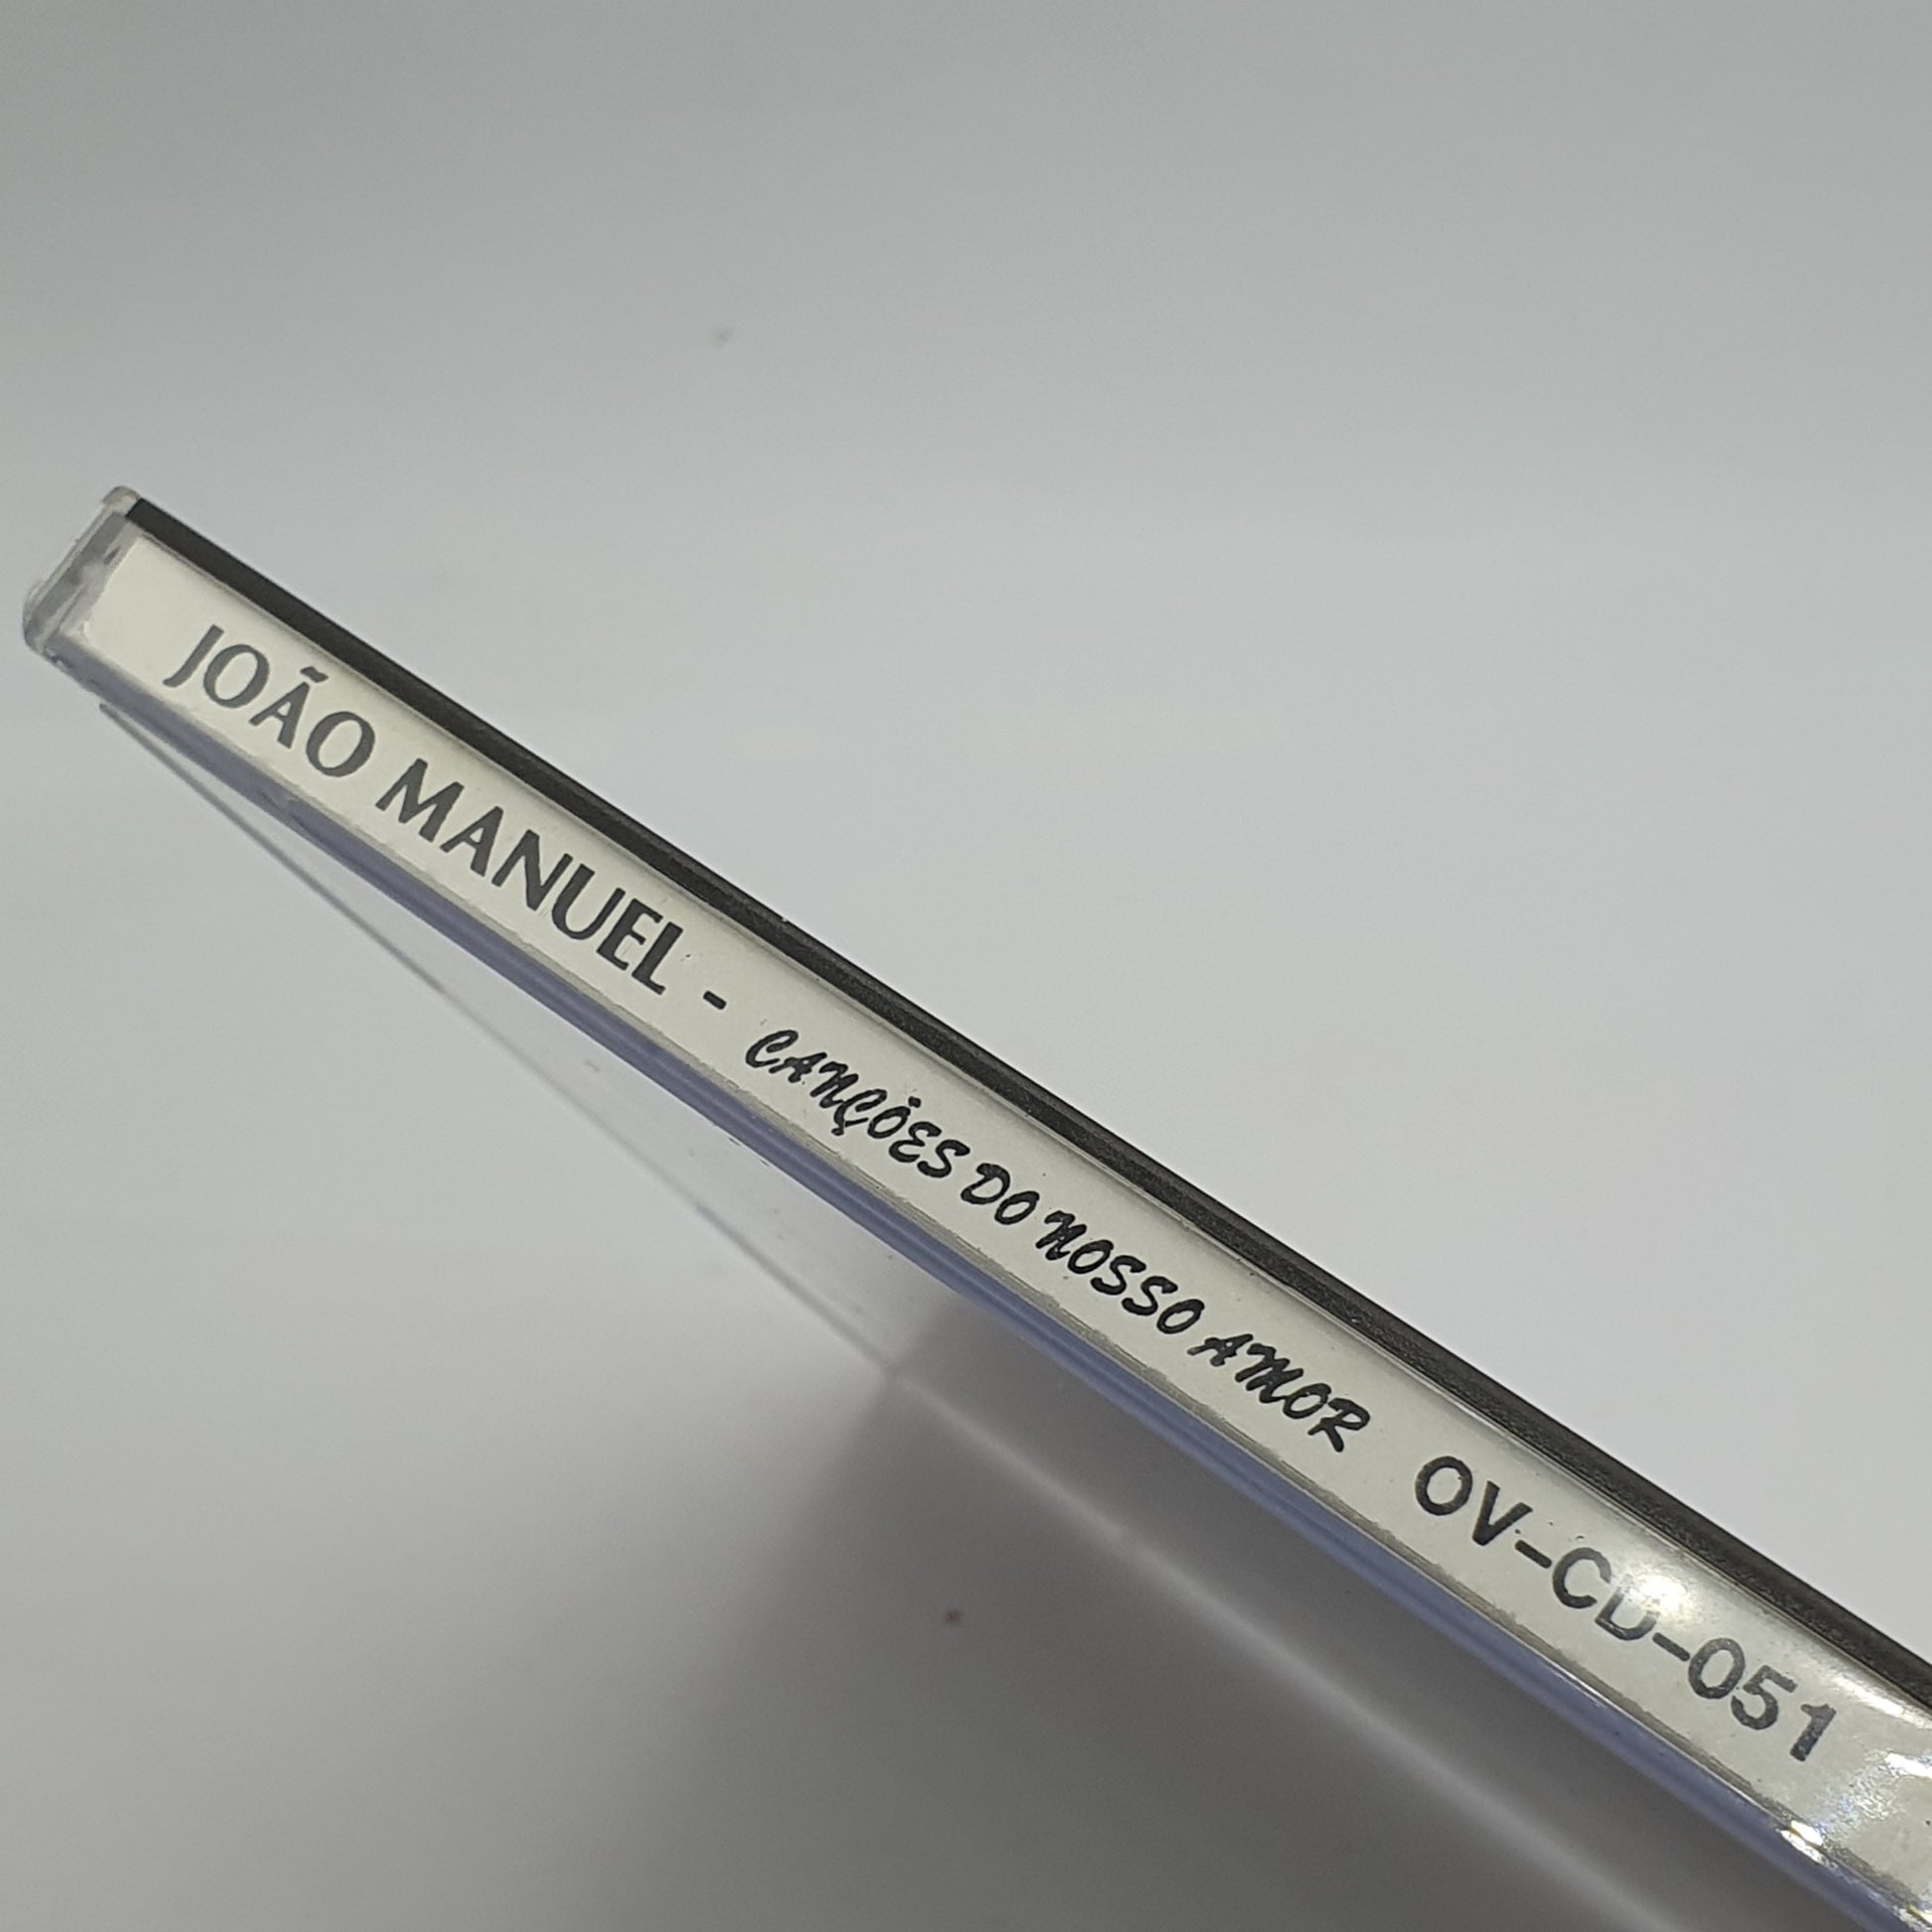 JOÃO MANUEL - CANÇÕES DO NOSSO AMOR OV-CD-051